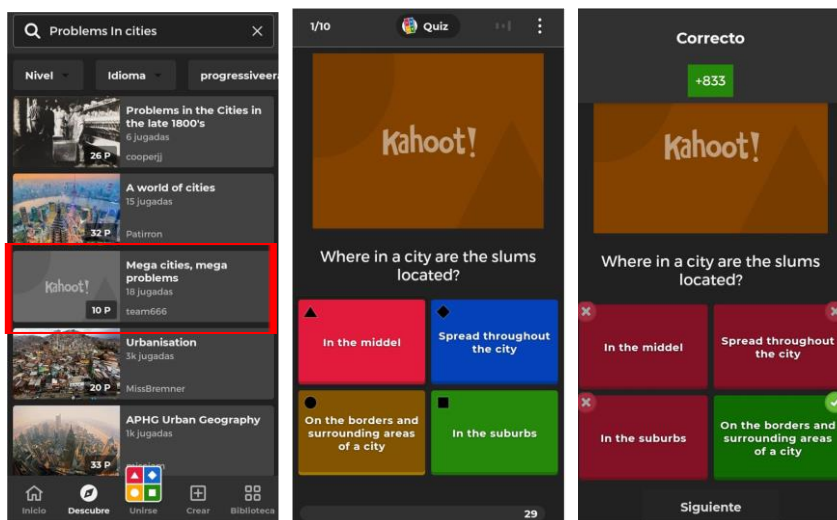 Problems In cities
Nivel Idioma progressiveera
Problems in the Cities in
the late 1800's
6 jugadas
26 P
cooperjj
A world of cities
15 jugadas
32 P
Patirron
Mega cities, mega
problems
Kahoot!
18 jugadas
10 P
team666
Urbanisation
3k jugadas
20 P
MissBremner
APHG Urban Geography
1k jugadas
33 P
Inicio Descubre Unirse Crear Biblioteca
1/10 Quiz
Kahoot!
Where in a city are the slums
located?
In the middel
Spread throughout
the city
On the borders and
surrounding areas
of a city
In the suburbs
29
Correcto
+833
Kahoot!
Where in a city are the slums
located?
In the middel
Spread throughout
the city
In the suburbs
On the borders and
surrounding areas
of a city
Siguiente